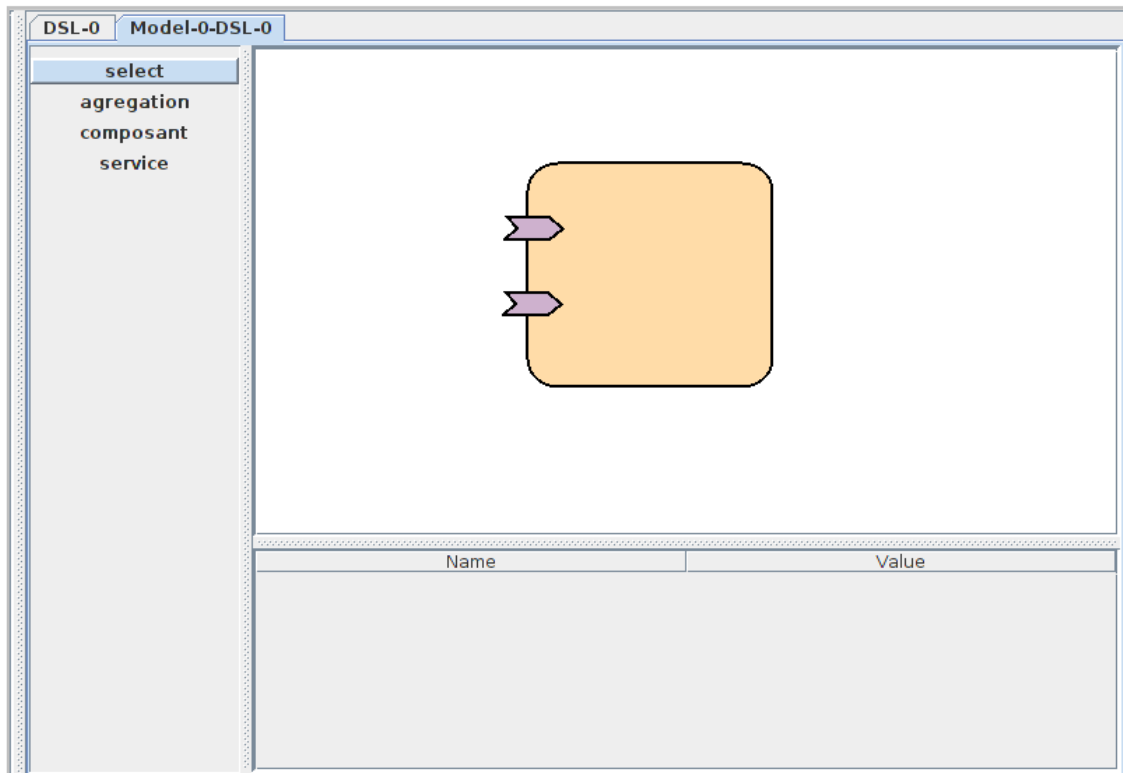 DSL-0 Model-0-DSL-0
select
agregation
composant
service
Name Value